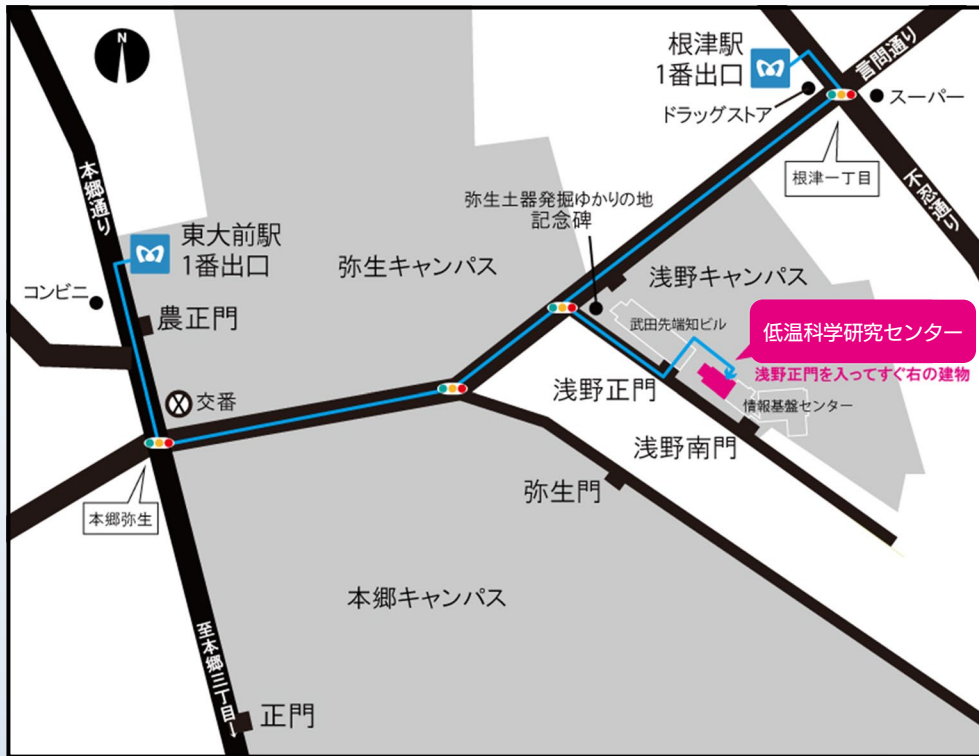 N
根津駅
1番出口
言問通り
ドラッグストア
スーパー
根津一丁目
不忍通り
本郷通り
弥生土器発掘ゆかりの地
記念碑
東大前駅
1番出口
弥生キャンパス
浅野キャンパス
コンビニ
農正門
武田先端知ビル
低温科学研究センター
浅野正門を入ってすぐ右の建物
浅野正門
情報基盤センター
交番
浅野南門
弥生門
本郷弥生
本郷キャンパス
至本郷三丁目→
正門